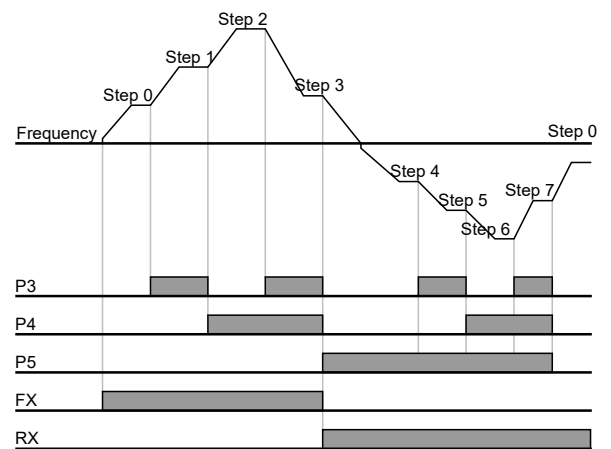 Step 2
Step 1
Step 0
Step 3
Frequency
Step 0
Step 4
Step 7
Step 5
Step 6
P3
P4
P5
FX
RX